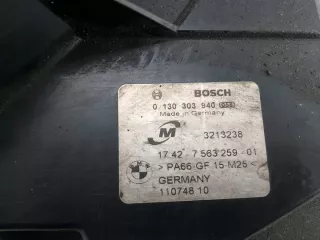 BOSCH
0 130 303 940
Made in Germany
M
3213238
17 42 7 563 259 - 01
> PA66-GF 15-M25 <
GERMANY
110748 10